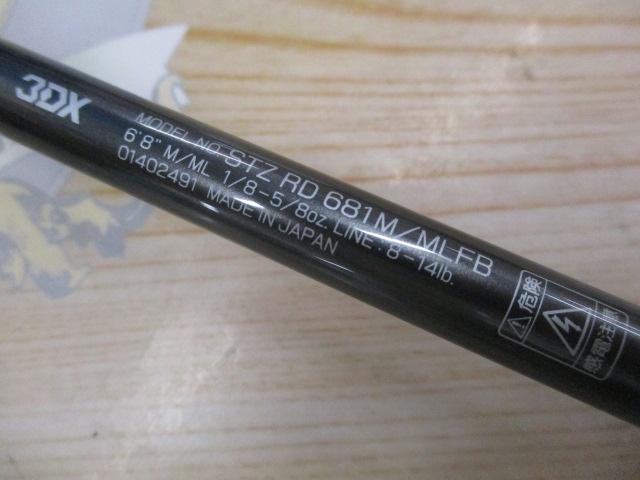 3DX
MODEL NO. STZ RD 681M/MLFB
6'8" M/ML 1/8-5/8oz. LINE : 8-14lb.
01402491 MADE IN JAPAN
危険
感電注意